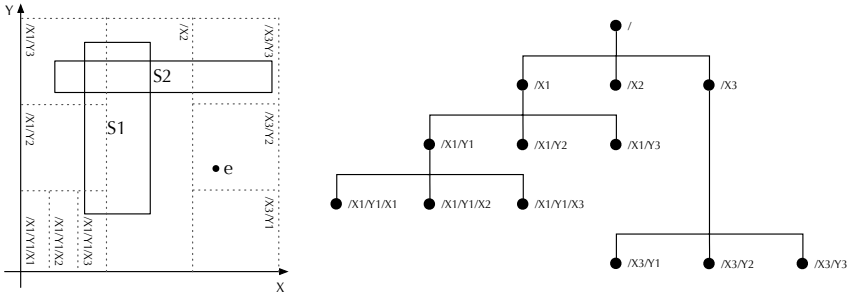 Y
/X1/Y3
/X2
/X3/Y3
S2
/X1/Y2
S1
/X3/Y2
e
/X1/Y1/X1
/X1/Y1/X2
/X1/Y1/X3
/X3/Y1
X
/
/X1
/X2
/X3
/X1/Y1
/X1/Y2
/X1/Y3
/X1/Y1/X1
/X1/Y1/X2
/X1/Y1/X3
/X3/Y1
/X3/Y2
/X3/Y3